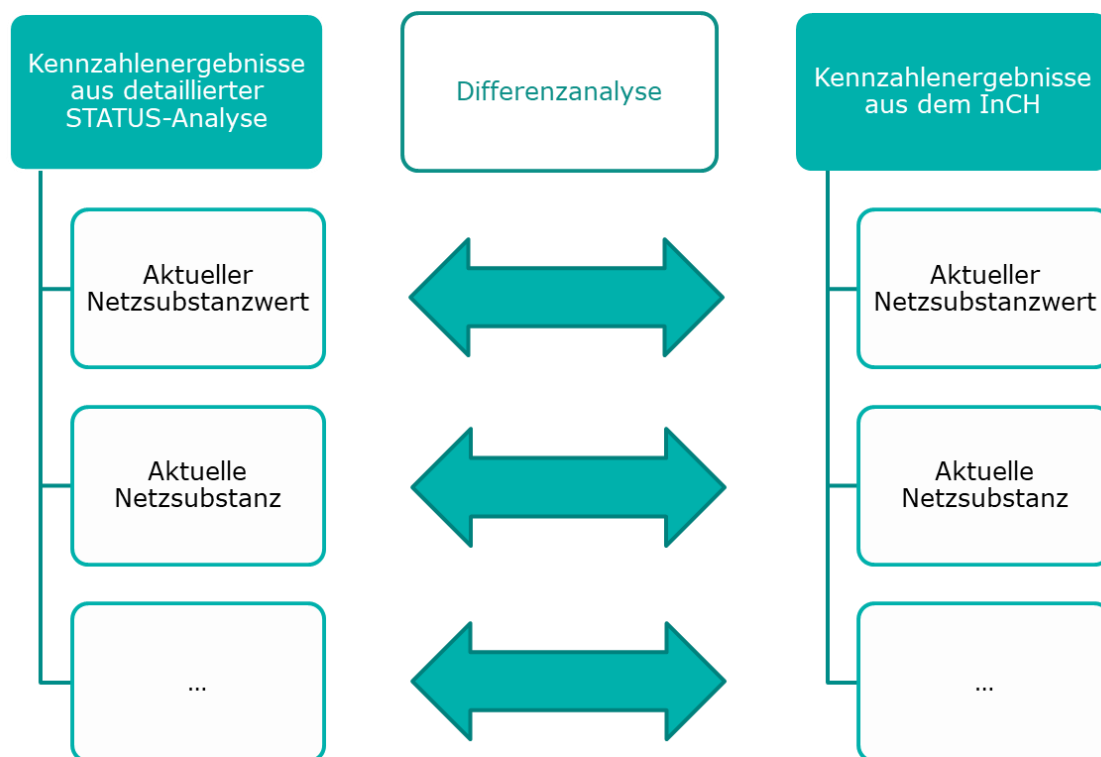 Kennzahlenergebnisse
aus detaillierter
STATUS-Analyse
Differenzanalyse
Kennzahlenergebnisse
aus dem InCH
Aktueller
Netzsubstanzwert
Aktueller
Netzsubstanzwert
Aktuelle
Netzsubstanz
Aktuelle
Netzsubstanz
...
...